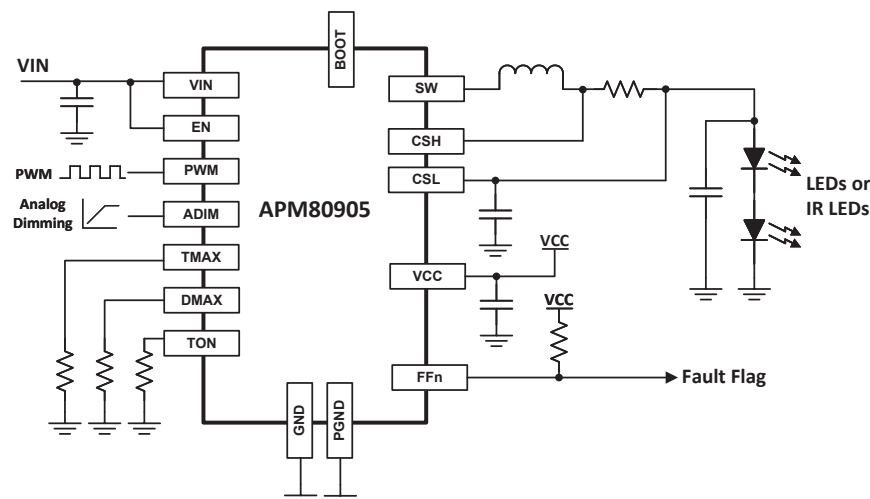 BOOT
VIN
VIN
SW
EN
CSH
PWM
PWM
CSL
Analog
Dimming
ADIM
APM80905
LEDs or
IR LEDs
TMAX
VCC
VCC
DMAX
VCC
TON
FFn
Fault Flag
GND
PGND